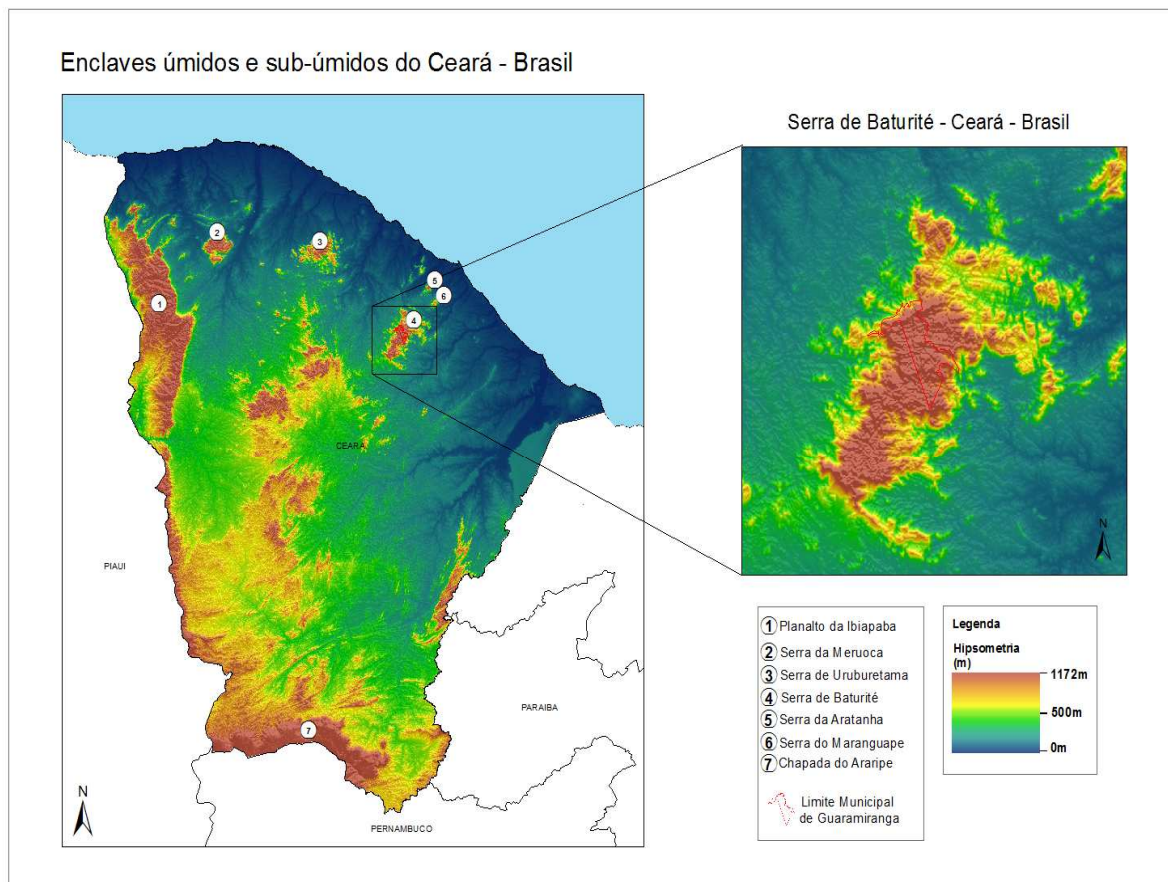 Enclaves úmidos e sub-úmidos do Ceará - Brasil
Serra de Baturité - Ceará - Brasil
2
3
1
5
6
4
CEARÁ
PIAUI
7
PARAIBA
PERNAMBUCO
N
N
1 Planalto da Ibiapaba
2 Serra da Meruoca
3 Serra de Uruburetama
4 Serra de Baturité
5 Serra da Aratanha
6 Serra do Maranguape
7 Chapada do Araripe
Limite Municipal
de Guaramiranga
Legenda
Hipsometria
(m)
1172m
500m
0m